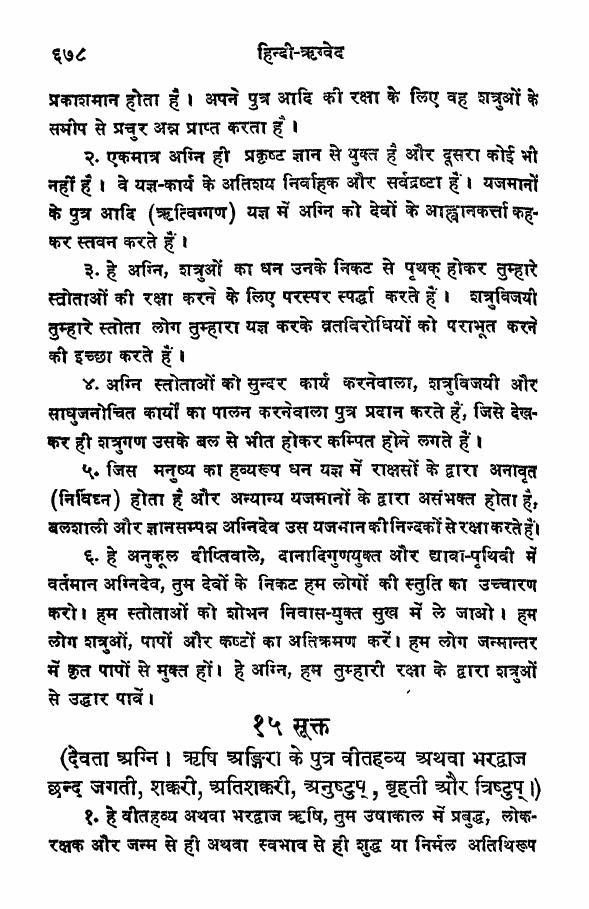 ६७८ हिन्दी-ऋग्वेद
प्रकाशमान होता है। अपने पुत्र आदि की रक्षा के लिए वह शत्रुओं के
समीप से प्रचुर अन्न प्राप्त करता है।
२. एकमात्र अग्नि ही प्रकृष्ट ज्ञान से युक्त है और दूसरा कोई भी
नहीं है। वे यज्ञ-कार्य के अतिशय निर्वाहक और सर्वद्रष्टा हैं। यजमानों
के पुत्र आदि (ऋत्विग्गण) यज्ञ में अग्नि को देवों के आह्वानकर्त्ता कह-
कर स्तवन करते हैं।
३. हे अग्नि, शत्रुओं का धन उनके निकट से पृथक् होकर तुम्हारे
स्तोताओं की रक्षा करने के लिए परस्पर स्पर्द्धा करते हैं। शत्रुविजयी
तुम्हारे स्तोता लोग तुम्हारा यज्ञ करके व्रतविरोधियों को पराभूत करने
की इच्छा करते हैं।
४. अग्नि स्तोताओं को सुन्दर कार्य करनेवाला, शत्रुविजयी और
साधुजनोचित कार्यों का पालन करनेवाला पुत्र प्रदान करते हैं, जिसे देख-
कर ही शत्रुगण उसके बल से भीत होकर कम्पित होने लगते हैं।
५. जिस मनुष्य का हव्यरूप धन यज्ञ में राक्षसों के द्वारा अनावृत
(निर्विघ्न) होता है और अन्यान्य यजमानों के द्वारा असंभक्त होता है,
बलशाली और ज्ञानसम्पन्न अग्निदेव उस यजमान की निन्दकों से रक्षा करते हैं।
६. हे अनुकूल दीप्तिवाले, दानादिगुणयुक्त और द्यावा-पृथिवी में
वर्तमान अग्निदेव, तुम देवों के निकट हम लोगों की स्तुति का उच्चारण
करो। हम स्तोताओं को शोभन निवास-युक्त सुख में ले जाओ। हम
लोग शत्रुओं, पापों और कष्टों का अतिक्रमण करें। हम लोग जन्मान्तर
में कृत पापों से मुक्त हों। हे अग्नि, हम तुम्हारी रक्षा के द्वारा शत्रुओं
से उद्धार पावें।
१५ सूक्त
(देवता अग्नि। ऋषि अङ्गिरा के पुत्र वीतहव्य अथवा भरद्वाज
छन्द जगती, शक्वरी, अतिशक्वरी, अनुष्टुप्, बृहती और त्रिष्टुप्।)
१. हे वीतहव्य अथवा भरद्वाज ऋषि, तुम उषाकाल में प्रबुद्ध, लोक-
रक्षक और जन्म से ही अथवा स्वभाव से ही शुद्ध या निर्मल अतिथिरूप